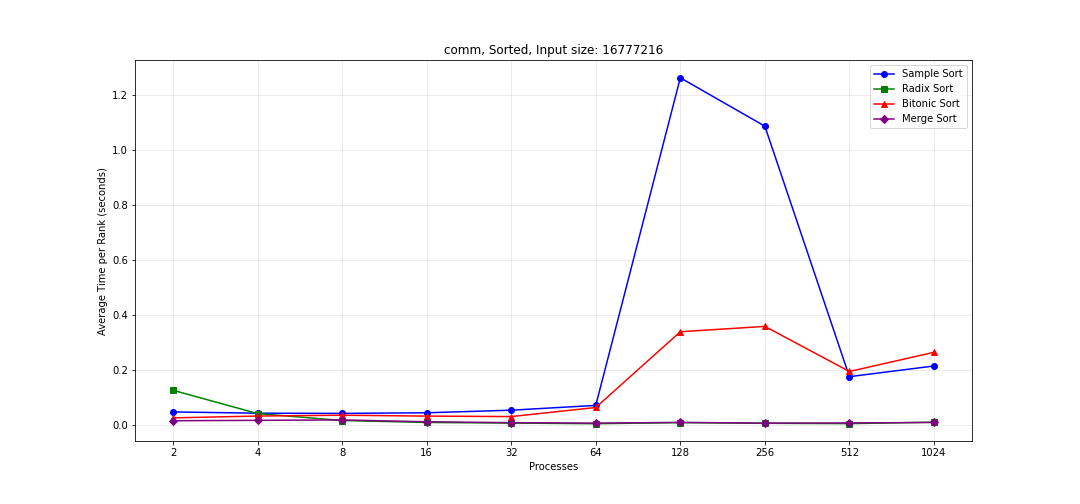 comm, Sorted, Input size: 16777216
Sample Sort
Radix Sort
Bitonic Sort
Merge Sort
Average Time per Rank (seconds)
1.2
1.0
0.8
0.6
0.4
0.2
0.0
2 4 8 16 32 64 128 256 512 1024
Processes